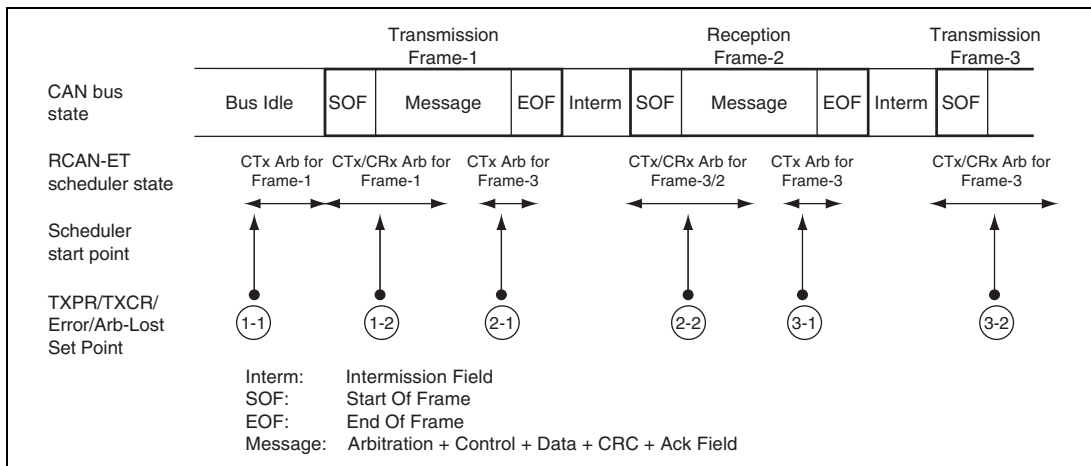 Transmission
Frame-1
Reception
Frame-2
Transmission
Frame-3
CAN bus
state
Bus Idle
SOF
Message
EOF
Interm
SOF
Message
EOF
Interm
SOF
RCAN-ET
scheduler state
CTx Arb for
Frame-1
CTx/CRx Arb for
Frame-1
CTx Arb for
Frame-3
CTx/CRx Arb for
Frame-3/2
CTx Arb for
Frame-3
CTx/CRx Arb for
Frame-3
Scheduler
start point
TXPR/TXCR/
Error/Arb-Lost
Set Point
1-1
1-2
2-1
2-2
3-1
3-2
Interm: Intermission Field
SOF: Start Of Frame
EOF: End Of Frame
Message: Arbitration + Control + Data + CRC + Ack Field